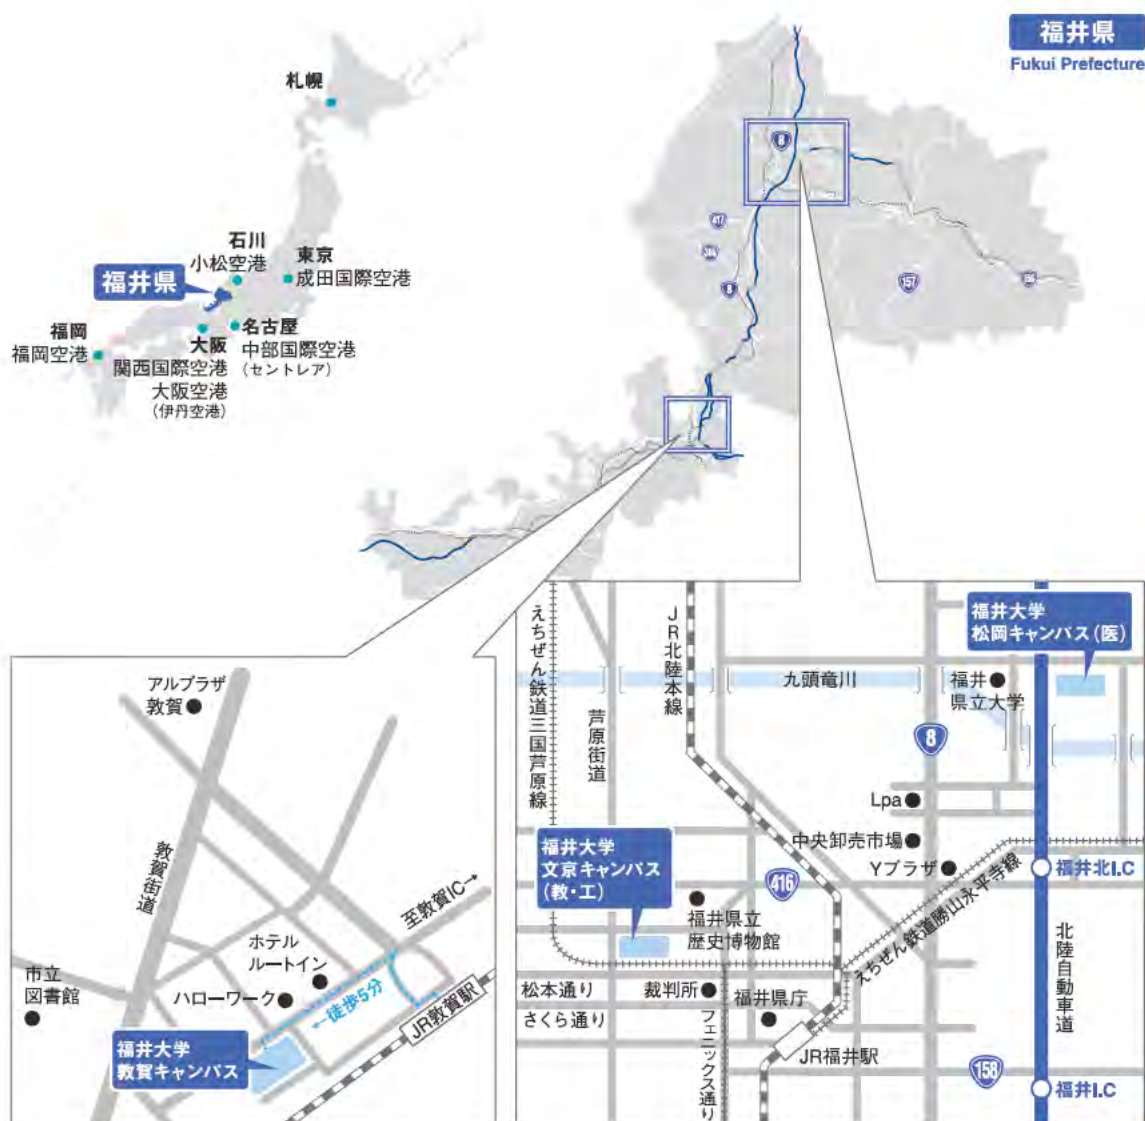 福井県
Fukui Prefecture
札幌
石川
小松空港
東京
成田国際空港
福井県
福岡
福岡空港
名古屋
中部国際空港
（セントレア）
大阪
関西国際空港
大阪空港
（伊丹空港）
8
417
8
157
アルプラザ
敦賀
敦賀街道
至敦賀IC→
ホテル
ルートイン
ハローワーク
←徒歩5分
市立
図書館
JR敦賀駅
福井大学
敦賀キャンパス
えちぜん鉄道三国芦原線
芦原街道
JR北陸本線
九頭竜川
福井大学
松岡キャンパス（医）
福井
県立大学
8
Lpa
中央卸売市場
Yプラザ
福井大学
文京キャンパス
（教・工）
416
福井県立
歴史博物館
えちぜん鉄道勝山永平寺線
福井北I.C
北陸自動車道
松本通り
さくら通り
裁判所
福井県庁
フェニックス通り
JR福井駅
158
福井I.C